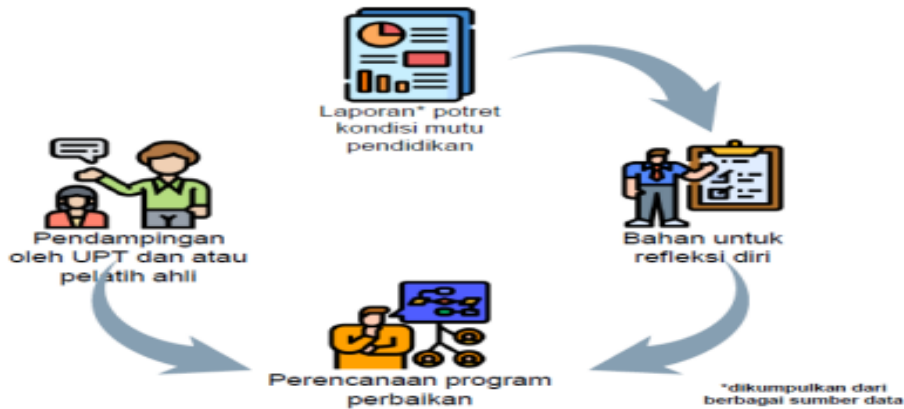 Laporan* potret
kondisi mutu
pendidikan
Pendampingan
oleh UPT dan atau
pelatih ahli
Bahan untuk
refleksi diri
Perencanaan program
perbaikan
*dikumpulkan dari
berbagai sumber data